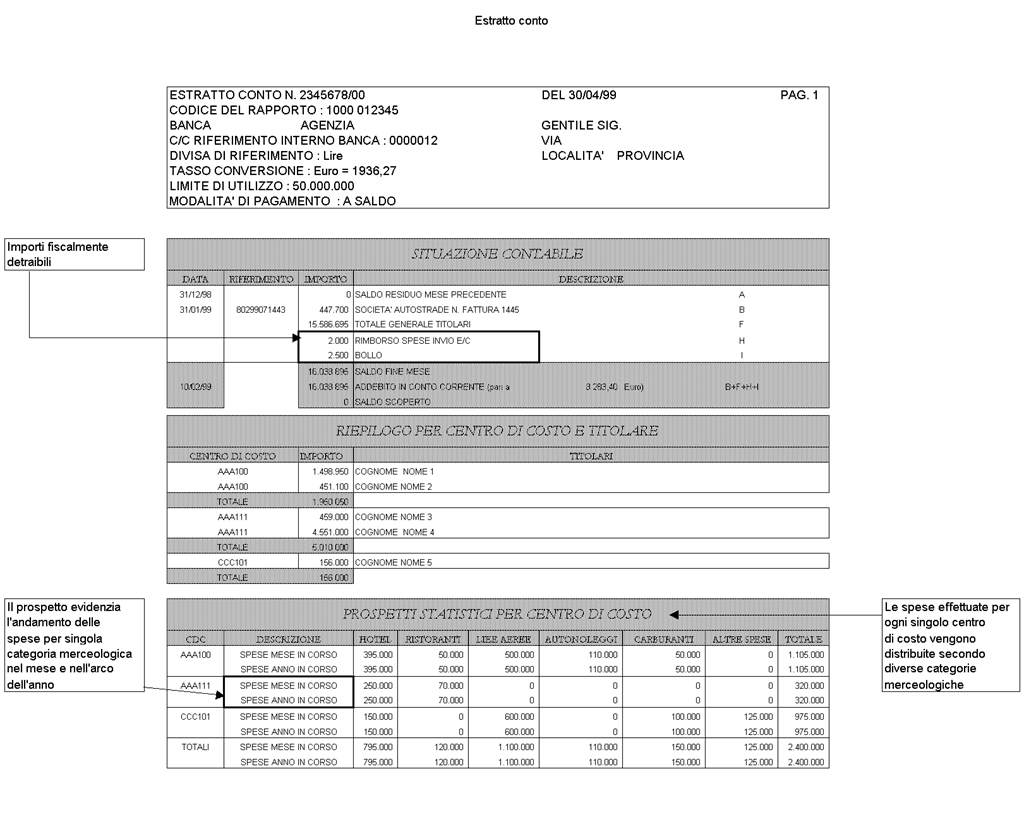 Estratto conto
ESTRATTO CONTO N. 2345678/00 DEL 30/04/99 PAG. 1
CODICE DEL RAPPORTO : 1000 012345
BANCA AGENZIA GENTILE SIG.
C/C RIFERIMENTO INTERNO BANCA : 0000012 VIA
DIVISA DI RIFERIMENTO : Lire LOCALITA' PROVINCIA
TASSO CONVERSIONE : Euro = 1936,27
LIMITE DI UTILIZZO : 50.000.000
MODALITA' DI PAGAMENTO : A SALDO
Importi fiscalmente
detraibili
SITUAZIONE CONTABILE
DATA RIFERIMENTO IMPORTO DESCRIZIONE
31/12/98 0 SALDO RESIDUO MESE PRECEDENTE A
31/01/99 80299071443 447.700 SOCIETA' AUTOSTRADE N. FATTURA 1445 B
15.586.695 TOTALE GENERALE TITOLARI F
2.000 RIMBORSO SPESE INVIO E/C H
2.500 BOLLO I
16.038.895 SALDO FINE MESE
10/02/99 16.038.895 ADDEBITO IN CONTO CORRENTE (pari a 8.283,40 Euro) B+F+H+I
0 SALDO SCOPERTO
RIEPILOGO PER CENTRO DI COSTO E TITOLARE
CENTRO DI COSTO IMPORTO TITOLARI
AAA100 1.498.950 COGNOME NOME 1
AAA100 451.100 COGNOME NOME 2
TOTALE 1.950.050
AAA111 459.000 COGNOME NOME 3
AAA111 4.551.000 COGNOME NOME 4
TOTALE 5.010.000
CCC101 156.000 COGNOME NOME 5
TOTALE 156.000
Il prospetto evidenzia
l'andamento delle
spese per singola
categoria merceologica
nel mese e nell'arco
dell'anno
PROSPETTI STATISTICI PER CENTRO DI COSTO
CDC DESCRIZIONE HOTEL RISTORANTI LIEE AEREE AUTONOLEGGI CARBURANTI ALTRE SPESE TOTALE
AAA100 SPESE MESE IN CORSO 395.000 50.000 500.000 110.000 50.000 0 1.105.000
SPESE ANNO IN CORSO 395.000 50.000 500.000 110.000 50.000 0 1.105.000
AAA111 SPESE MESE IN CORSO 250.000 70.000 0 0 0 0 320.000
SPESE ANNO IN CORSO 250.000 70.000 0 0 0 0 320.000
CCC101 SPESE MESE IN CORSO 150.000 0 600.000 0 100.000 125.000 975.000
SPESE ANNO IN CORSO 150.000 0 600.000 0 100.000 125.000 975.000
TOTALI SPESE MESE IN CORSO 795.000 120.000 1.100.000 110.000 150.000 125.000 2.400.000
SPESE ANNO IN CORSO 795.000 120.000 1.100.000 110.000 150.000 125.000 2.400.000
Le spese effettuate per
ogni singolo centro
di costo vengono
distribuite secondo
diverse categorie
merceologiche